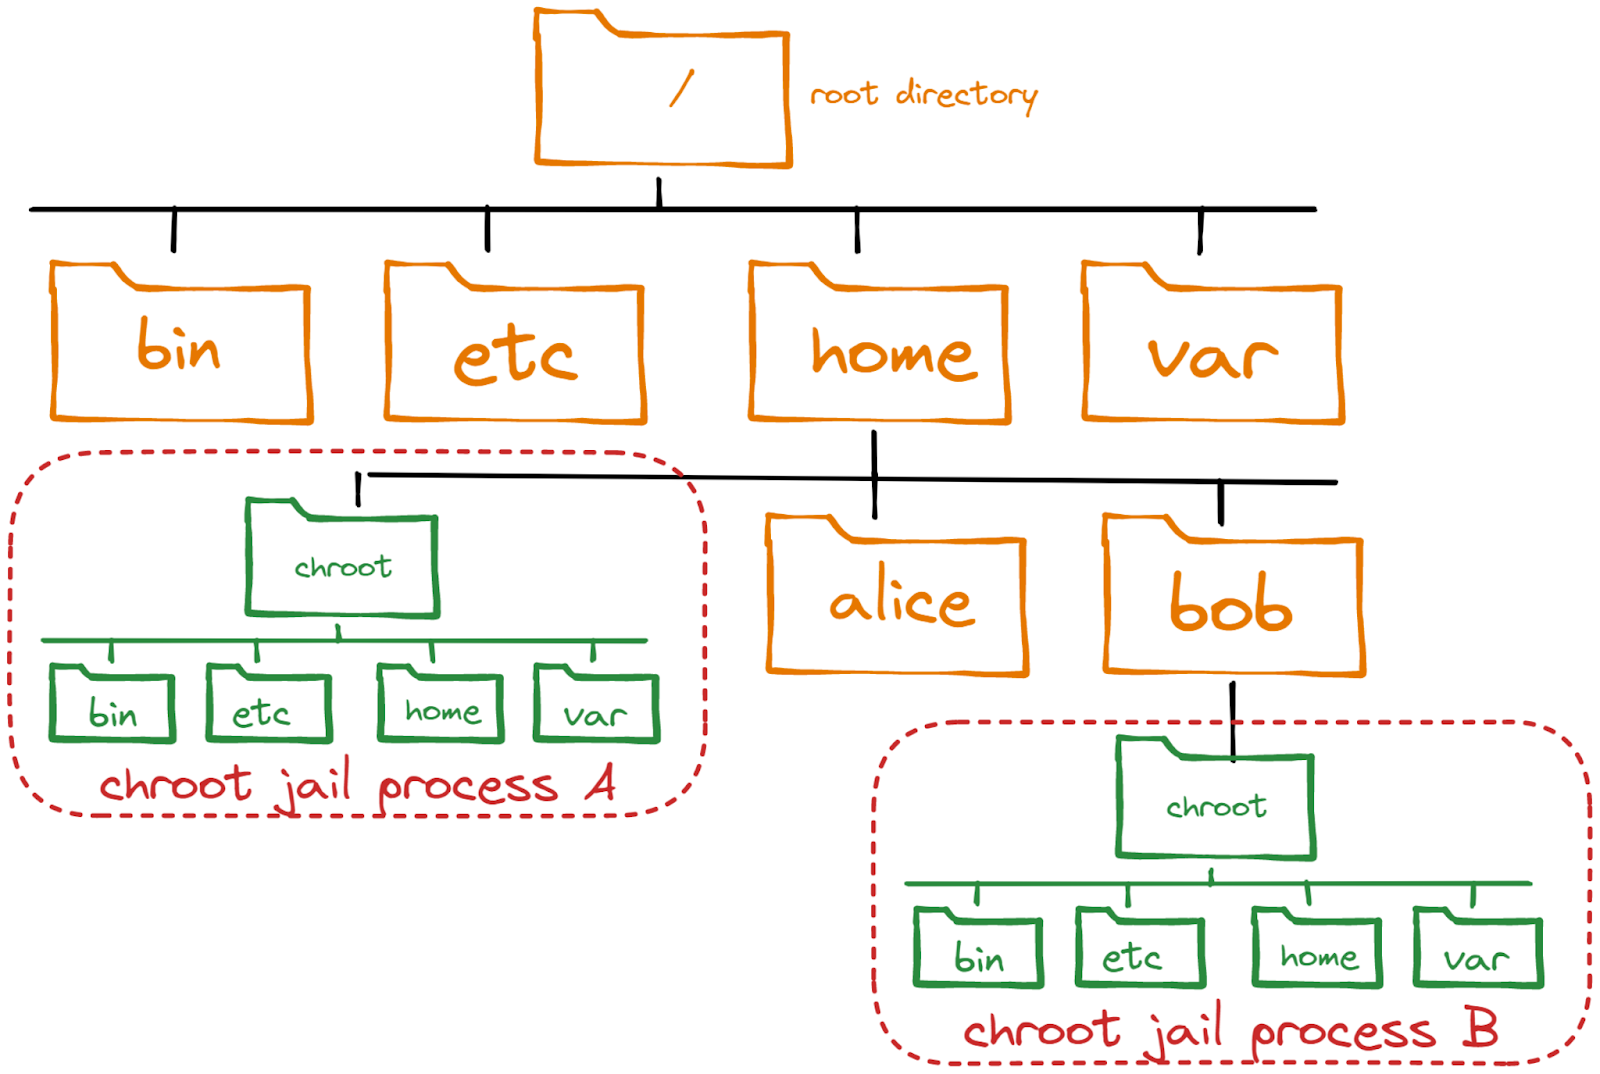 /
root directory
bin
etc
home
var
chroot
alice
bob
bin
etc
home
var
chroot jail process A
chroot
bin
etc
home
var
chroot jail process B